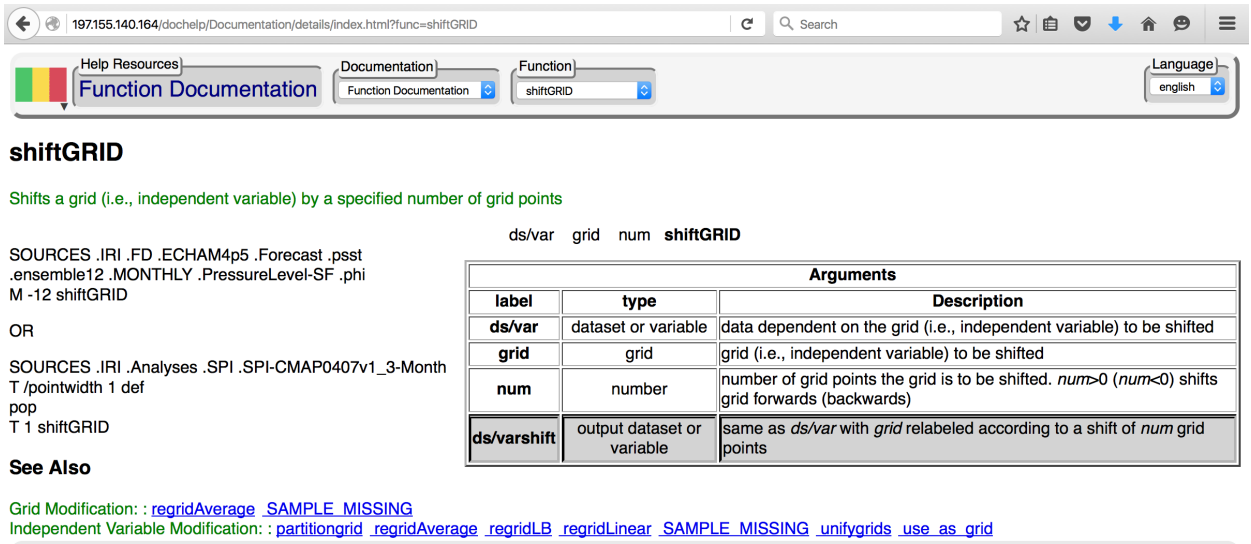 197.155.140.164/dochelp/Documentation/details/index.html?func=shiftGRID
Search
Help Resources
Function Documentation
Documentation
Function Documentation
Function
shiftGRID
Language
english
shiftGRID
Shifts a grid (i.e., independent variable) by a specified number of grid points
SOURCES .IRI .FD .ECHAM4p5 .Forecast .psst
.ensemble12 .MONTHLY .PressureLevel-SF .phi
M -12 shiftGRID
OR
SOURCES .IRI .Analyses .SPI .SPI-CMAP0407v1_3-Month
T /pointwidth 1 def
pop
T 1 shiftGRID
ds/var grid num shiftGRID
Arguments
label type Description
ds/var dataset or variable data dependent on the grid (i.e., independent variable) to be shifted
grid grid grid (i.e., independent variable) to be shifted
num number number of grid points the grid is to be shifted. num>0 (num<0) shifts
grid forwards (backwards)
ds/varshift output dataset or variable same as ds/var with grid relabeled according to a shift of num grid
points
See Also
Grid Modification: : regridAverage SAMPLE_MISSING
Independent Variable Modification: : partitiongrid regridAverage regridLB regridLinear SAMPLE_MISSING unifygrids use_as_grid